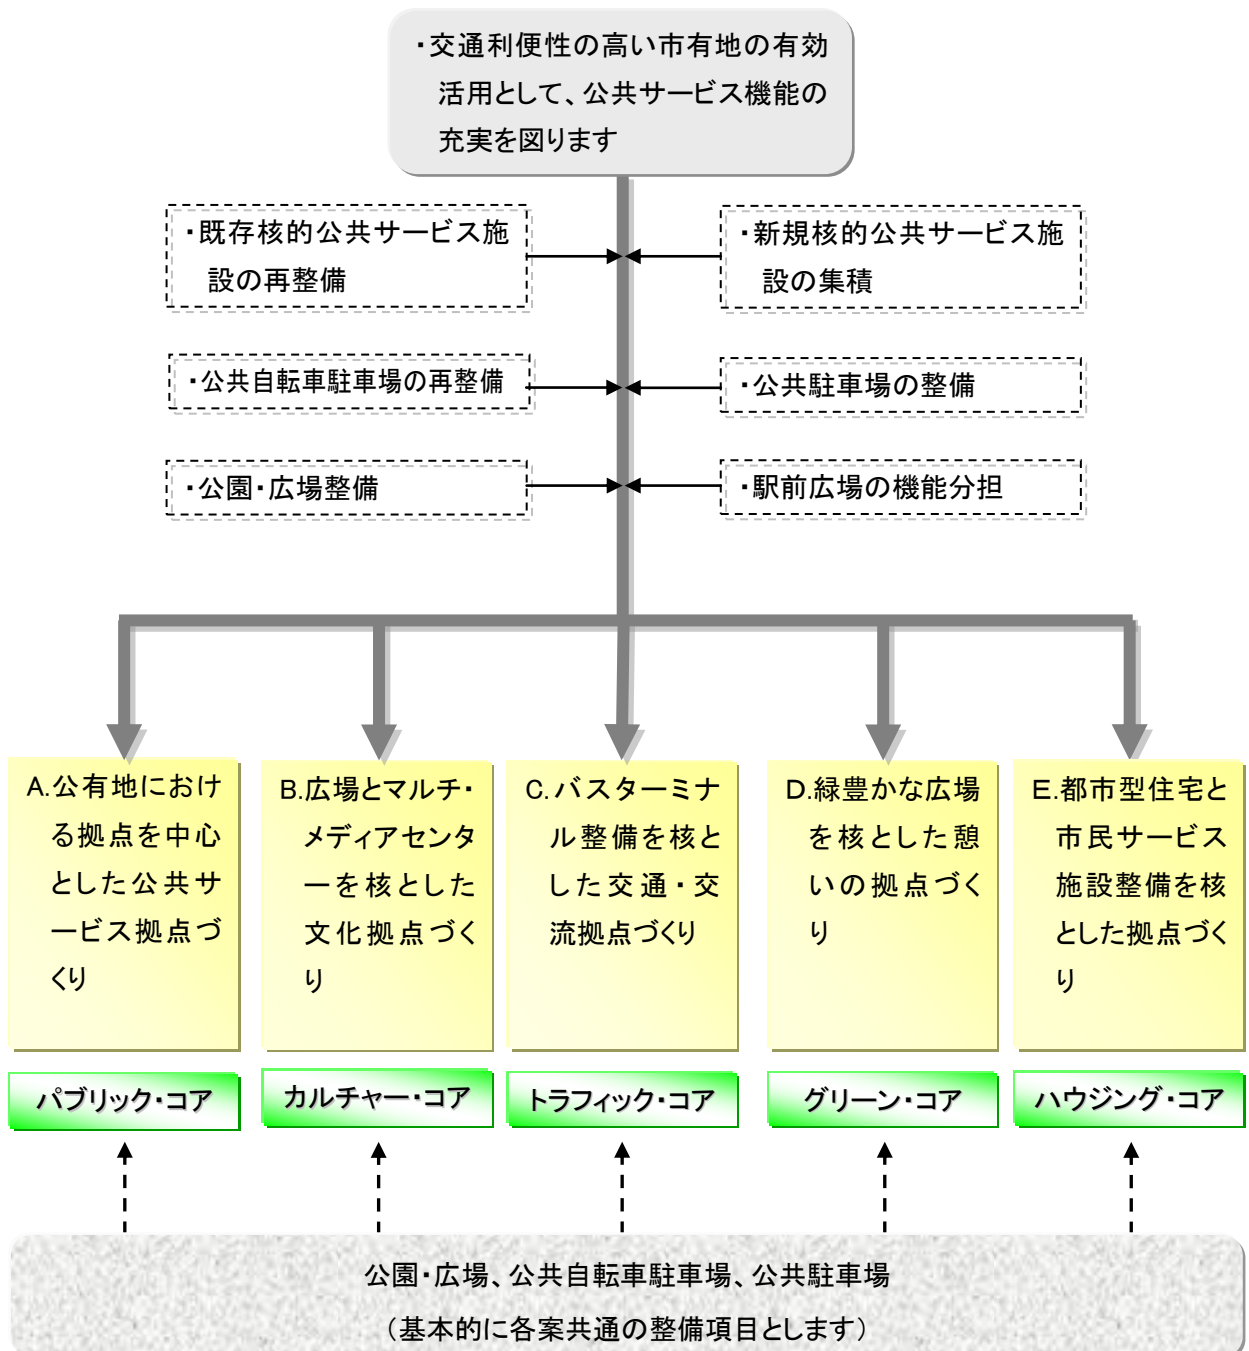 ・交通利便性の高い市有地の有効
活用として、公共サービス機能の
充実を図ります
・既存核的公共サービス施
設の再整備
・新規核的公共サービス施
設の集積
・公共自転車駐車場の再整備
・公共駐車場の整備
・公園・広場整備
・駅前広場の機能分担
A.公有地におけ
る拠点を中心
とした公共サ
ービス拠点づ
くり
B.広場とマルチ・
メディアセンタ
ーを核とした
文化拠点づく
り
C.バスターミナ
ル整備を核と
した交通・交
流拠点づくり
D.緑豊かな広場
を核とした憩
いの拠点づく
り
E.都市型住宅と
市民サービス
施設整備を核
とした拠点づく
り
パブリック・コア
カルチャー・コア
トラフィック・コア
グリーン・コア
ハウジング・コア
公園・広場、公共自転車駐車場、公共駐車場
（基本的に各案共通の整備項目とします）